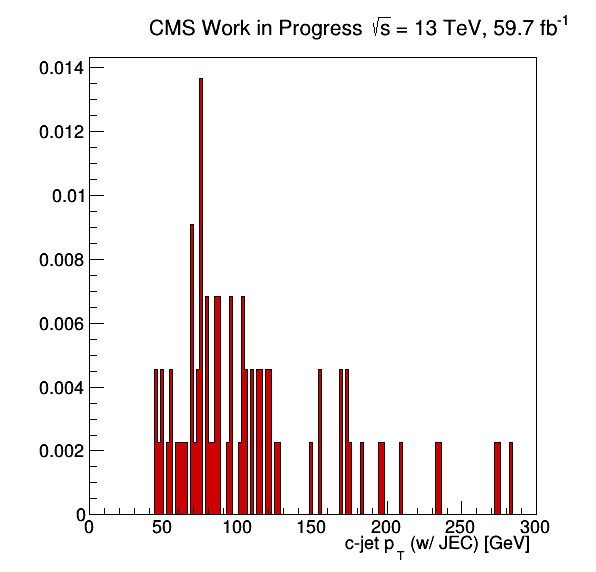 CMS Work in Progress √s = 13 TeV, 59.7 fb⁻¹
0.014
0.012
0.01
0.008
0.006
0.004
0.002
0
0 50 100 150 200 250 300
c-jet p_T (w/ JEC) [GeV]